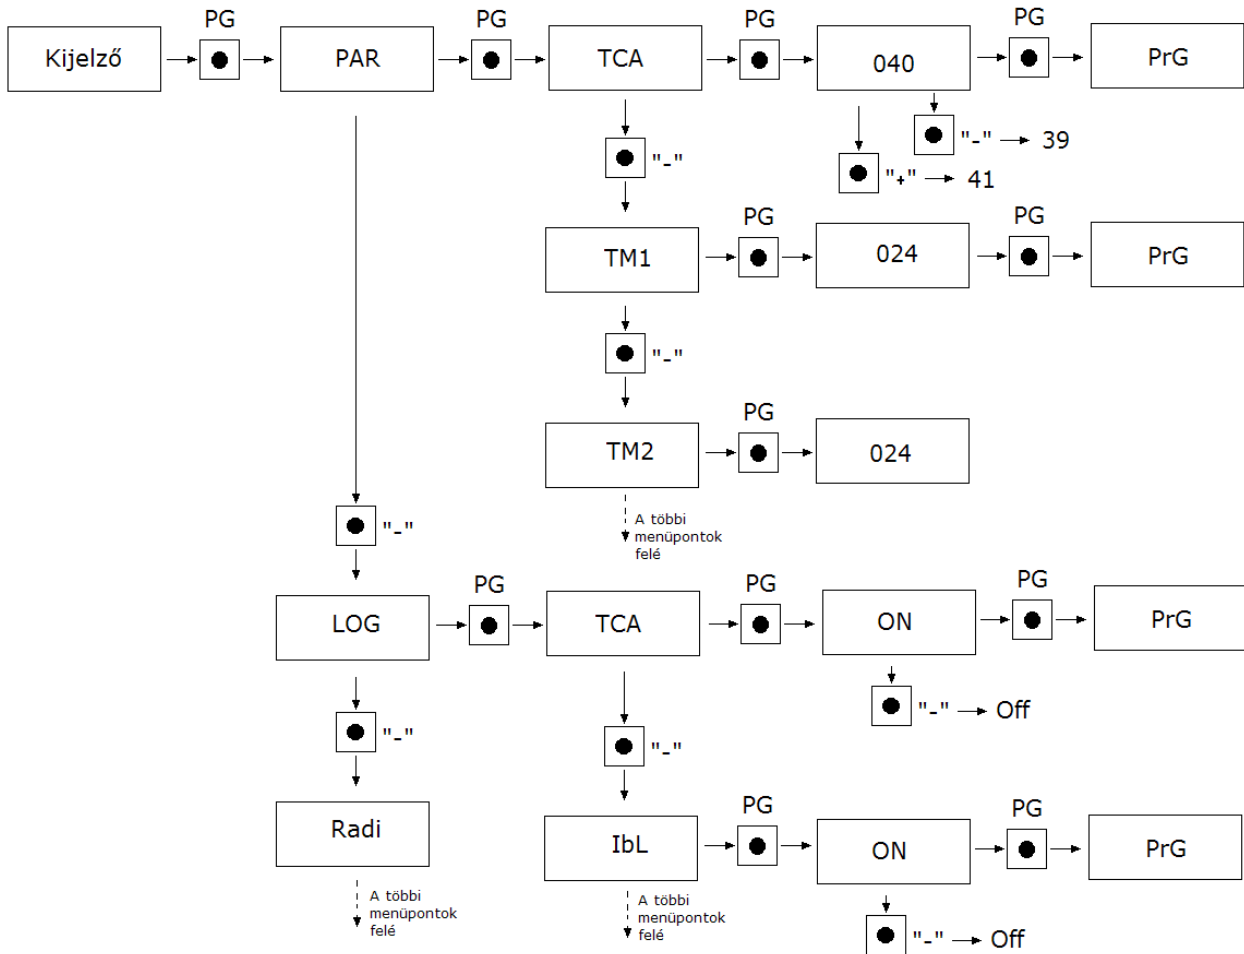 PG
PG
PG
PG
Kijelző
PAR
TCA
040
PrG
"-"
39
"-"
"+"
41
PG
PG
TM1
024
PrG
"-"
PG
TM2
024
"-"
A többi
menüpontok
felé
PG
PG
PG
LOG
TCA
ON
PrG
"-"
Off
"-"
"-"
PG
PG
Radi
IbL
ON
PrG
A többi
menüpontok
felé
A többi
menüpontok
felé
"-"
Off